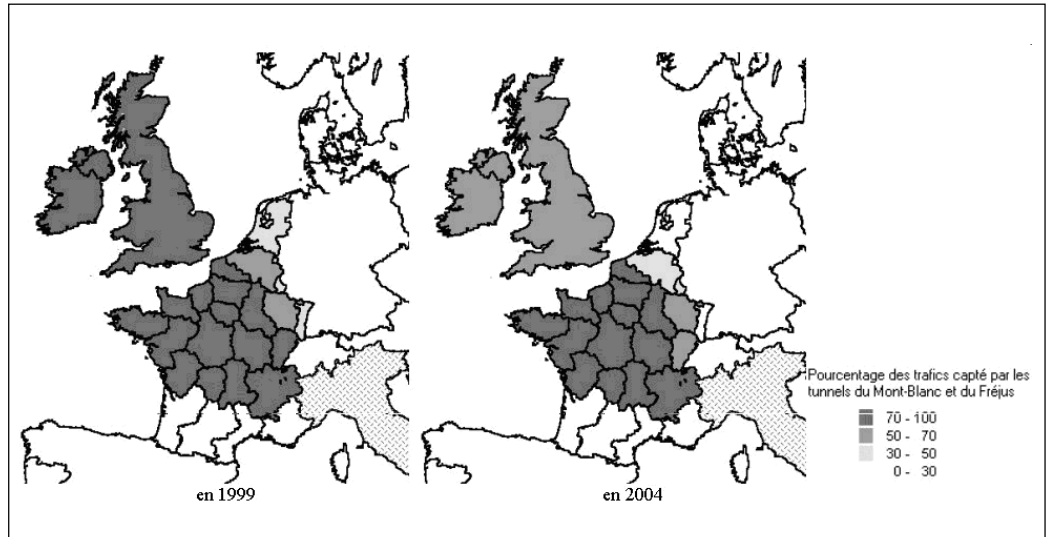 en 1999
en 2004
Pourcentage des trafics capté par les
tunnels du Mont-Blanc et du Fréjus
70 - 100
50 - 70
30 - 50
0 - 30